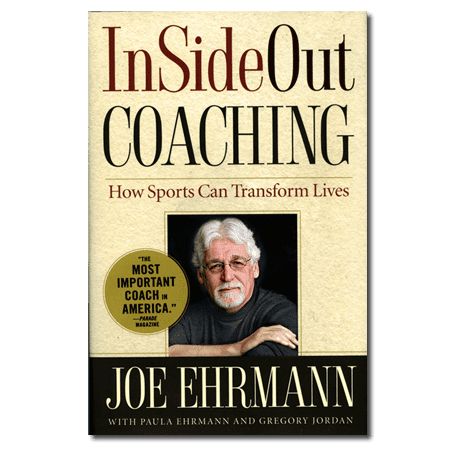 InSideOut
COACHING
How Sports Can Transform Lives
"THE
MOST
IMPORTANT
COACH IN
AMERICA."
—PARADE
MAGAZINE
JOE EHRMANN
WITH PAULA EHRMANN AND GREGORY JORDAN